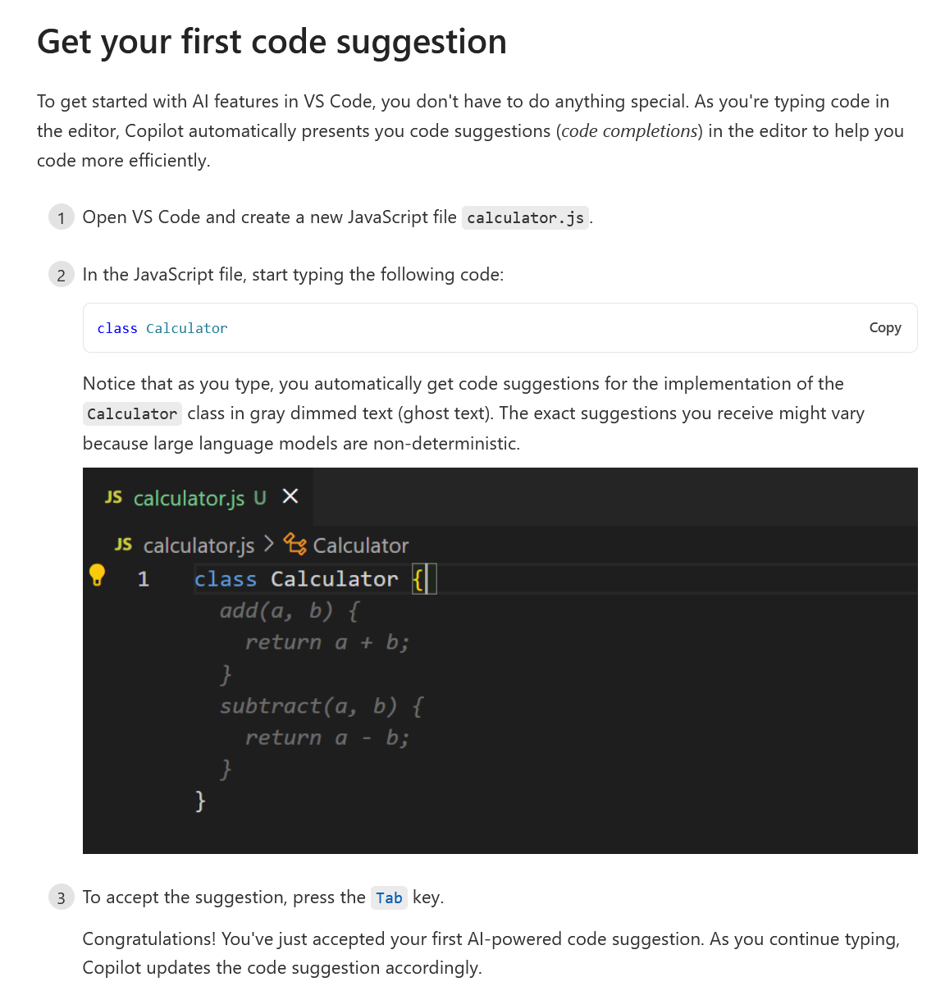 Get your first code suggestion
To get started with AI features in VS Code, you don't have to do anything special. As you're typing code in
the editor, Copilot automatically presents you code suggestions (code completions) in the editor to help you
code more efficiently.
1 Open VS Code and create a new JavaScript file calculator.js.
2 In the JavaScript file, start typing the following code:
class Calculator Copy
Notice that as you type, you automatically get code suggestions for the implementation of the
Calculator class in gray dimmed text (ghost text). The exact suggestions you receive might vary
because large language models are non-deterministic.
JS calculator.js U ×
JS calculator.js > Calculator
1 class Calculator {
add(a, b) {
return a + b;
}
subtract(a, b) {
return a - b;
}
}
3 To accept the suggestion, press the Tab key.
Congratulations! You've just accepted your first AI-powered code suggestion. As you continue typing,
Copilot updates the code suggestion accordingly.